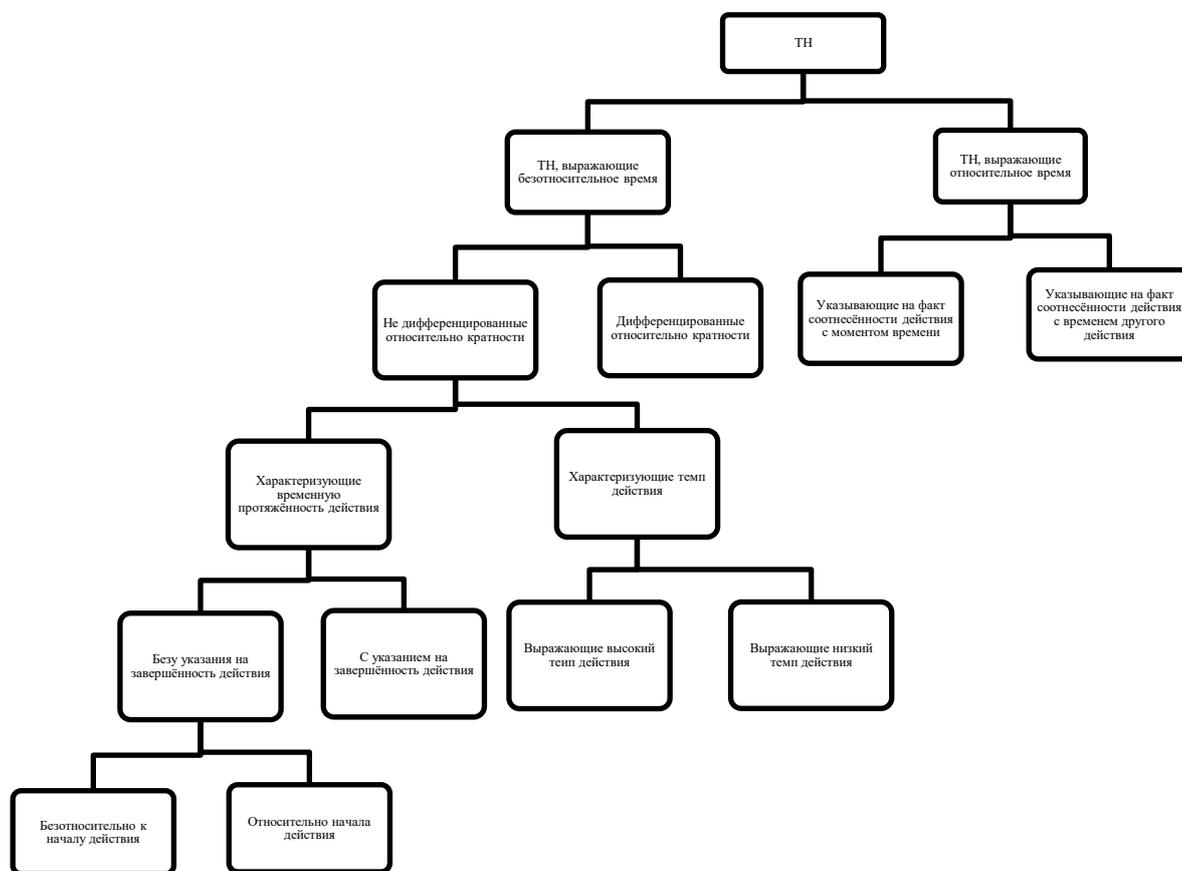 ТН
ТН, выражающие
безотносительное время
ТН, выражающие
относительное время
Не дифференцированные
относительно кратности
Дифференцированные
относительно кратности
Указывающие на факт
соотнесённости действия
с моментом времени
Указывающие на факт
соотнесённости действия
с временем другого
действия
Характеризующие
временную
протяжённость действия
Характеризующие темп
действия
Безу указания на
завершённость действия
С указанием на
завершённость действия
Выражающие высокий
теип действия
Выражающие низкий
темп действия
Безотносительно к
началу действия
Относительно начала
действия